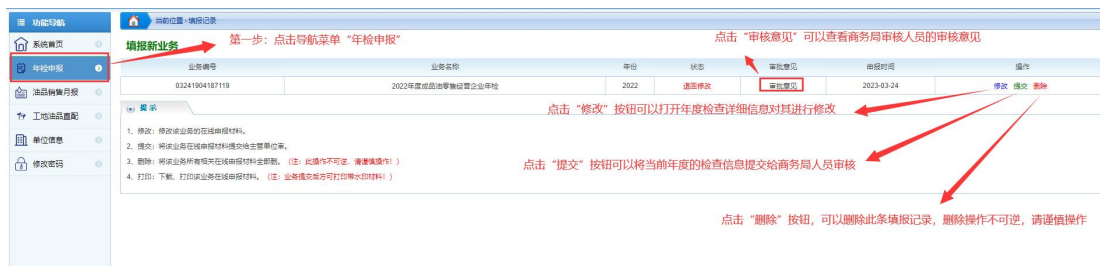 功能导航
当前位置>填报记录
系统首页
填报新业务
第一步：点击导航菜单“年检申报”
点击“审核意见”可以查看商务局审核人员的审核意见
年检申报
业务编号 业务名称 年份 状态 审批意见 申报时间 操作
03241904187119 2022年度成品油零售经营企业年检 2022 退回修改 审批意见 2023-03-24 修改 提交 删除
油品销售月报
提示
点击“修改”按钮可以打开年度检查详细信息对其进行修改
工地油品直配
1、修改：修改该业务的在线申报材料。
单位信息
2、提交：将该业务在线申报材料提交给主管单位审。
修改密码
3、删除：将该业务所有相关在线申报材料全部删。（注：此操作不可逆，请谨慎操作！）
点击“提交”按钮可以将当前年度的检查信息提交给商务局人员审核
4、打印：下载、打印该业务在线申报材料。（注：业务提交后方可打印带水印材料！）
点击“删除”按钮，可以删除此条填报记录，删除操作不可逆，请谨慎操作